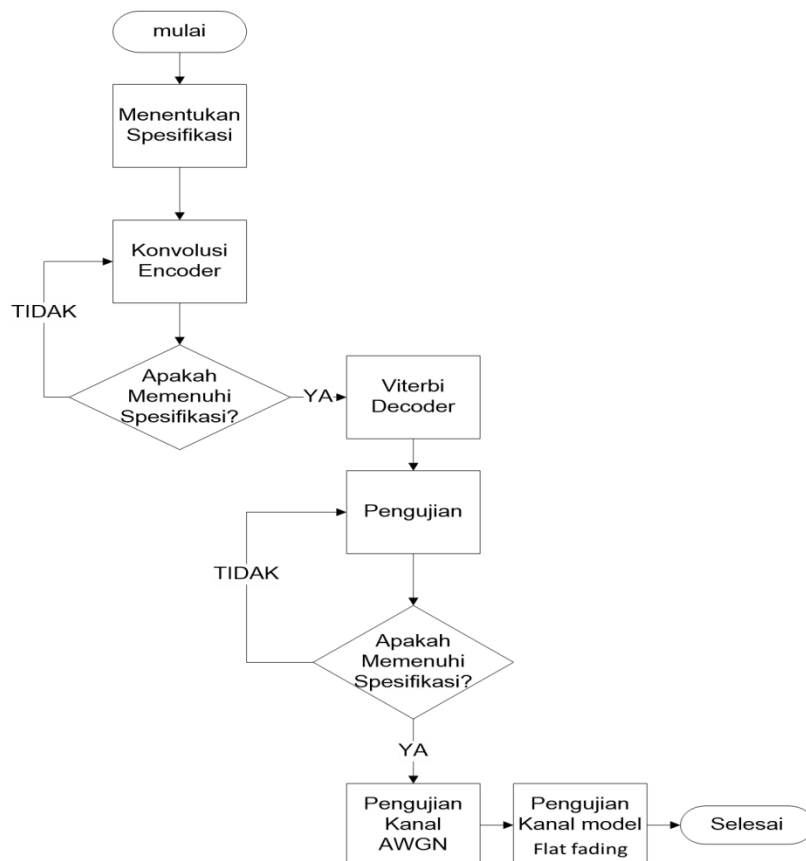 mulai
Menentukan
Spesifikasi
Konvolusi
Encoder
TIDAK
Apakah
Memenuhi
Spesifikasi?
YA
Viterbi
Decoder
Pengujian
TIDAK
Apakah
Memenuhi
Spesifikasi?
YA
Pengujian
Kanal
AWGN
Pengujian
Kanal model
Flat fading
Selesai